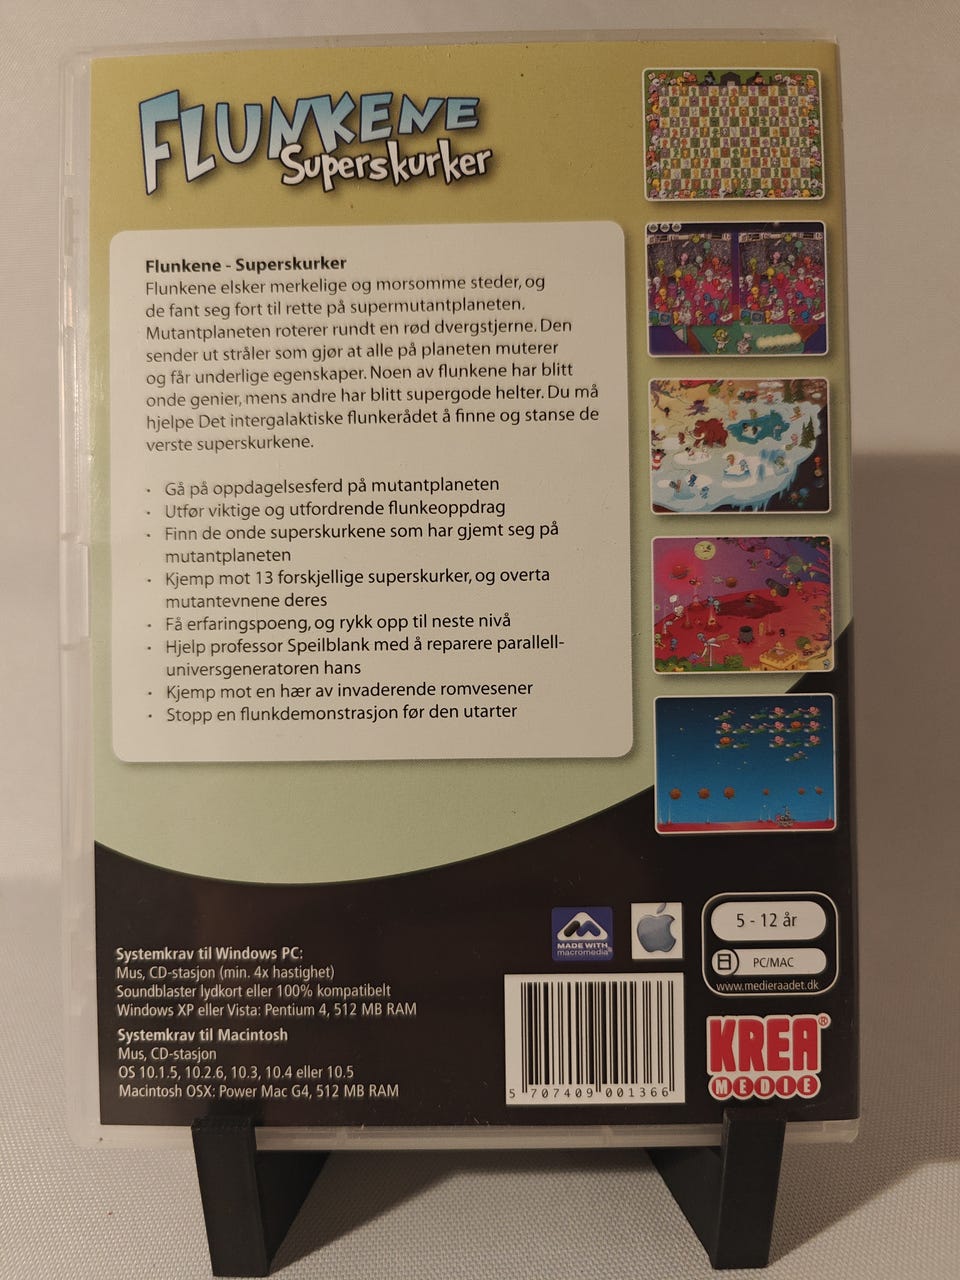 FLUNKENE
Superskurker
Flunkene - Superskurker
Flunkene elsker merkelige og morsomme steder, og
de fant seg fort til rette på supermutantplaneten.
Mutantplaneten roterer rundt en rød dvergstjerne. Den
sender ut stråler som gjør at alle på planeten muterer
og får underlige egenskaper. Noen av flunkene har blitt
onde genier, mens andre har blitt supergode helter. Du må
hjelpe Det intergalaktiske flunkerådet å finne og stanse de
verste superskurkene.
· Gå på oppdagelsesferd på mutantplaneten
· Utfør viktige og utfordrende flunkeoppdrag
· Finn de onde superskurkene som har gjemt seg på
mutantplaneten
· Kjemp mot 13 forskjellige superskurker, og overta
mutantevnene deres
· Få erfaringspoeng, og rykk opp til neste nivå
· Hjelp professor Speilblank med å reparere parallell-
universgeneratoren hans
· Kjemp mot en hær av invaderende romvesener
· Stopp en flunkdemonstrasjon før den utarter
Systemkrav til Windows PC:
Mus, CD-stasjon (min. 4x hastighet)
Soundblaster lydkort eller 100% kompatibelt
Windows XP eller Vista: Pentium 4, 512 MB RAM
Systemkrav til Macintosh
Mus, CD-stasjon
OS 10.1.5, 10.2.6, 10.3, 10.4 eller 10.5
Macintosh OSX: Power Mac G4, 512 MB RAM
MADE WITH
macromedia®
5 - 12 år
PC/MAC
www.medieraadet.dk
5 707409 001366
KREA®
MEDIE